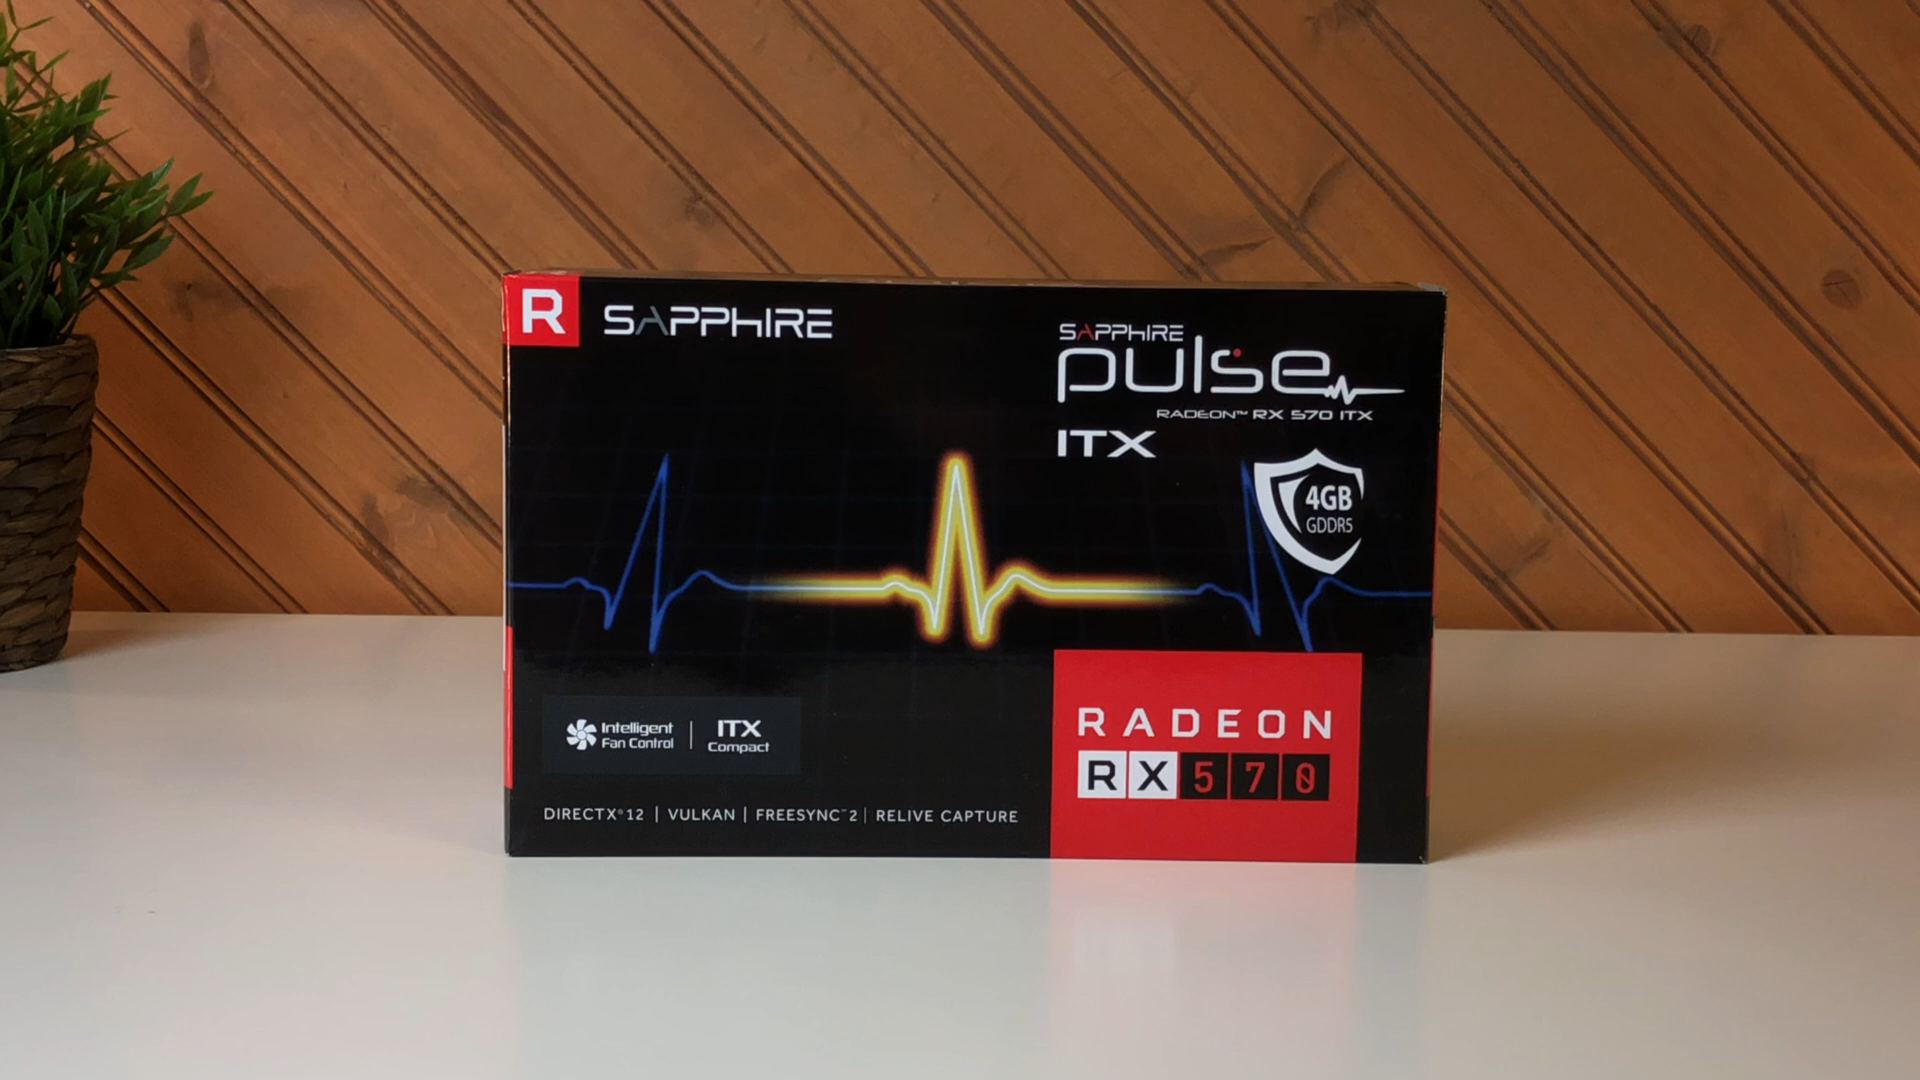 R SAPPHIRE
SAPPHIRE
pulse
RADEON™ RX 570 ITX
ITX
4GB
GDDR5
Intelligent
Fan Control
ITX
Compact
DIRECTX®12 | VULKAN | FREESYNC™2 | RELIVE CAPTURE
RADEON
RX 570